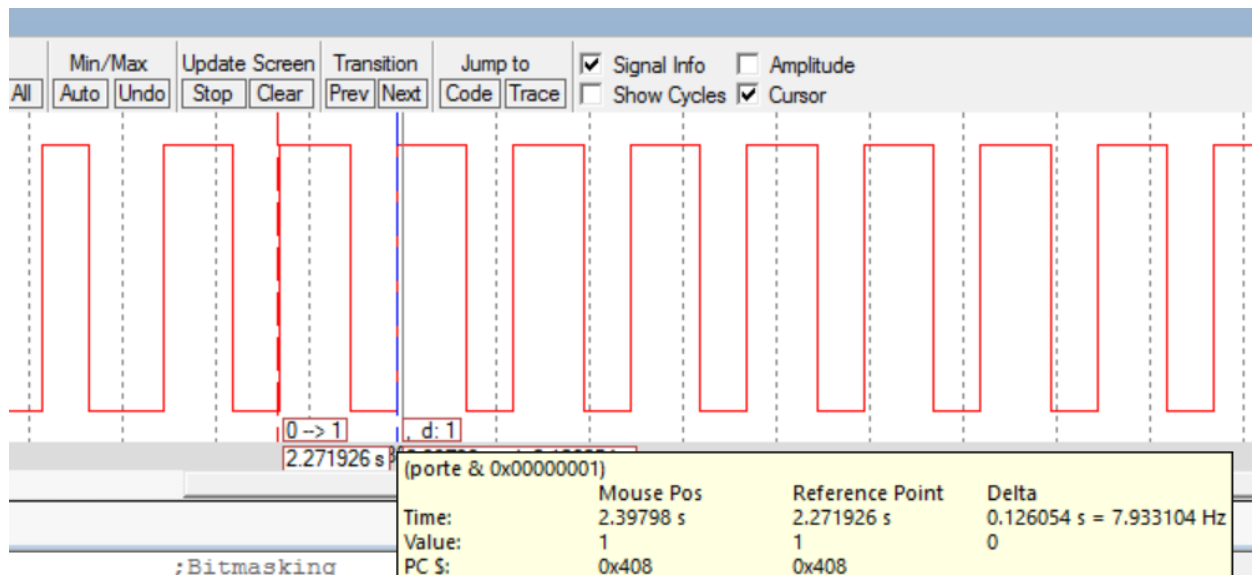 Min/Max Update Screen Transition Jump to Signal Info Amplitude
All Auto Undo Stop Clear Prev Next Code Trace Show Cycles Cursor
0 --> 1 , d: 1
2.271926 s
(porte & 0x00000001)
Mouse Pos Reference Point Delta
Time: 2.39798 s 2.271926 s 0.126054 s = 7.933104 Hz
Value: 1 1 0
PC $: 0x408 0x408
;Bitmasking